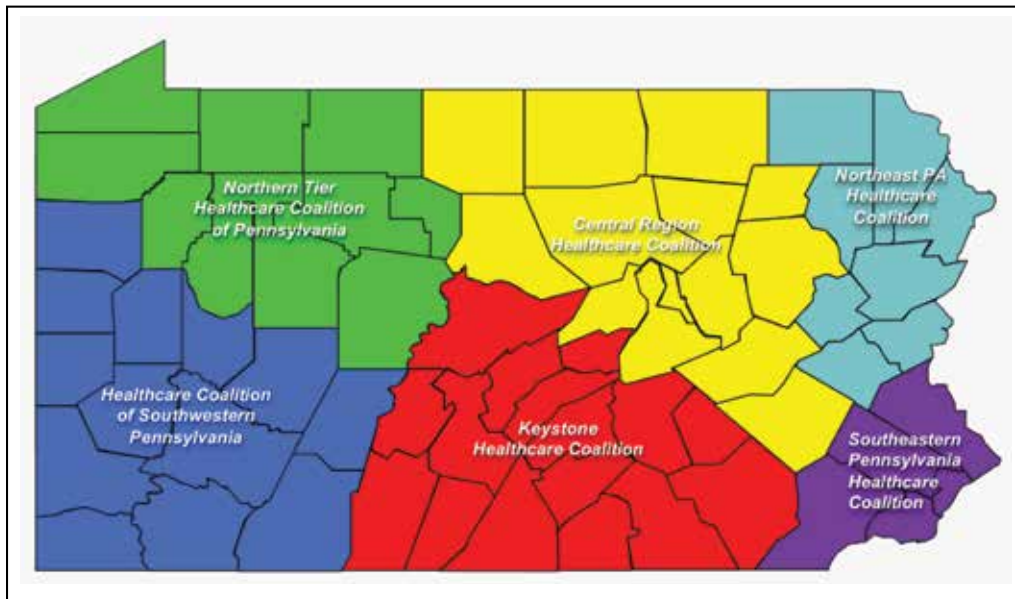 Northern Tier
Healthcare Coalition
of Pennsylvania
Central Region
Healthcare Coalition
Northeast PA
Healthcare
Coalition
Healthcare Coalition
of Southwestern
Pennsylvania
Keystone
Healthcare Coalition
Southeastern
Pennsylvania
Healthcare
Coalition